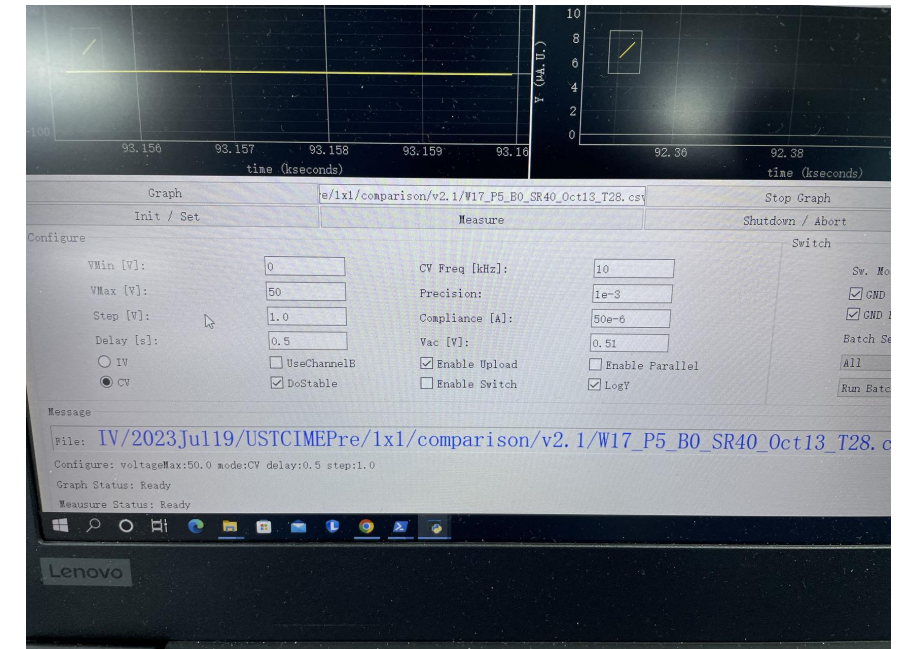 10
8
6
4
2
0
Y (μA.U.)
-100
93.156 93.157 93.158 93.159 93.16
time (kseconds)
92.36 92.38
time (kseconds)
Graph e/1x1/comparison/v2.1/W17_P5_B0_SR40_Oct13_T28.csv Stop Graph
Init / Set Measure Shutdown / Abort
Configure Switch
VMin [V]: 0 CV Freq [kHz]: 10 Sw. Mo
VMax [V]: 50 Precision: 1e-3 GND
Step [V]: 1.0 Compliance [A]: 50e-6 GND
Delay [s]: 0.5 Vac [V]: 0.51 Batch Se
IV UseChannelB Enable Upload Enable Parallel All
CV DoStable Enable Switch LogY Run Batc
Message
File: IV/2023Jul19/USTCIMEPre/1x1/comparison/v2.1/W17_P5_B0_SR40_Oct13_T28.c
Configure: voltageMax:50.0 mode:CV delay:0.5 step:1.0
Graph Status: Ready
Meausure Status: Ready
Lenovo